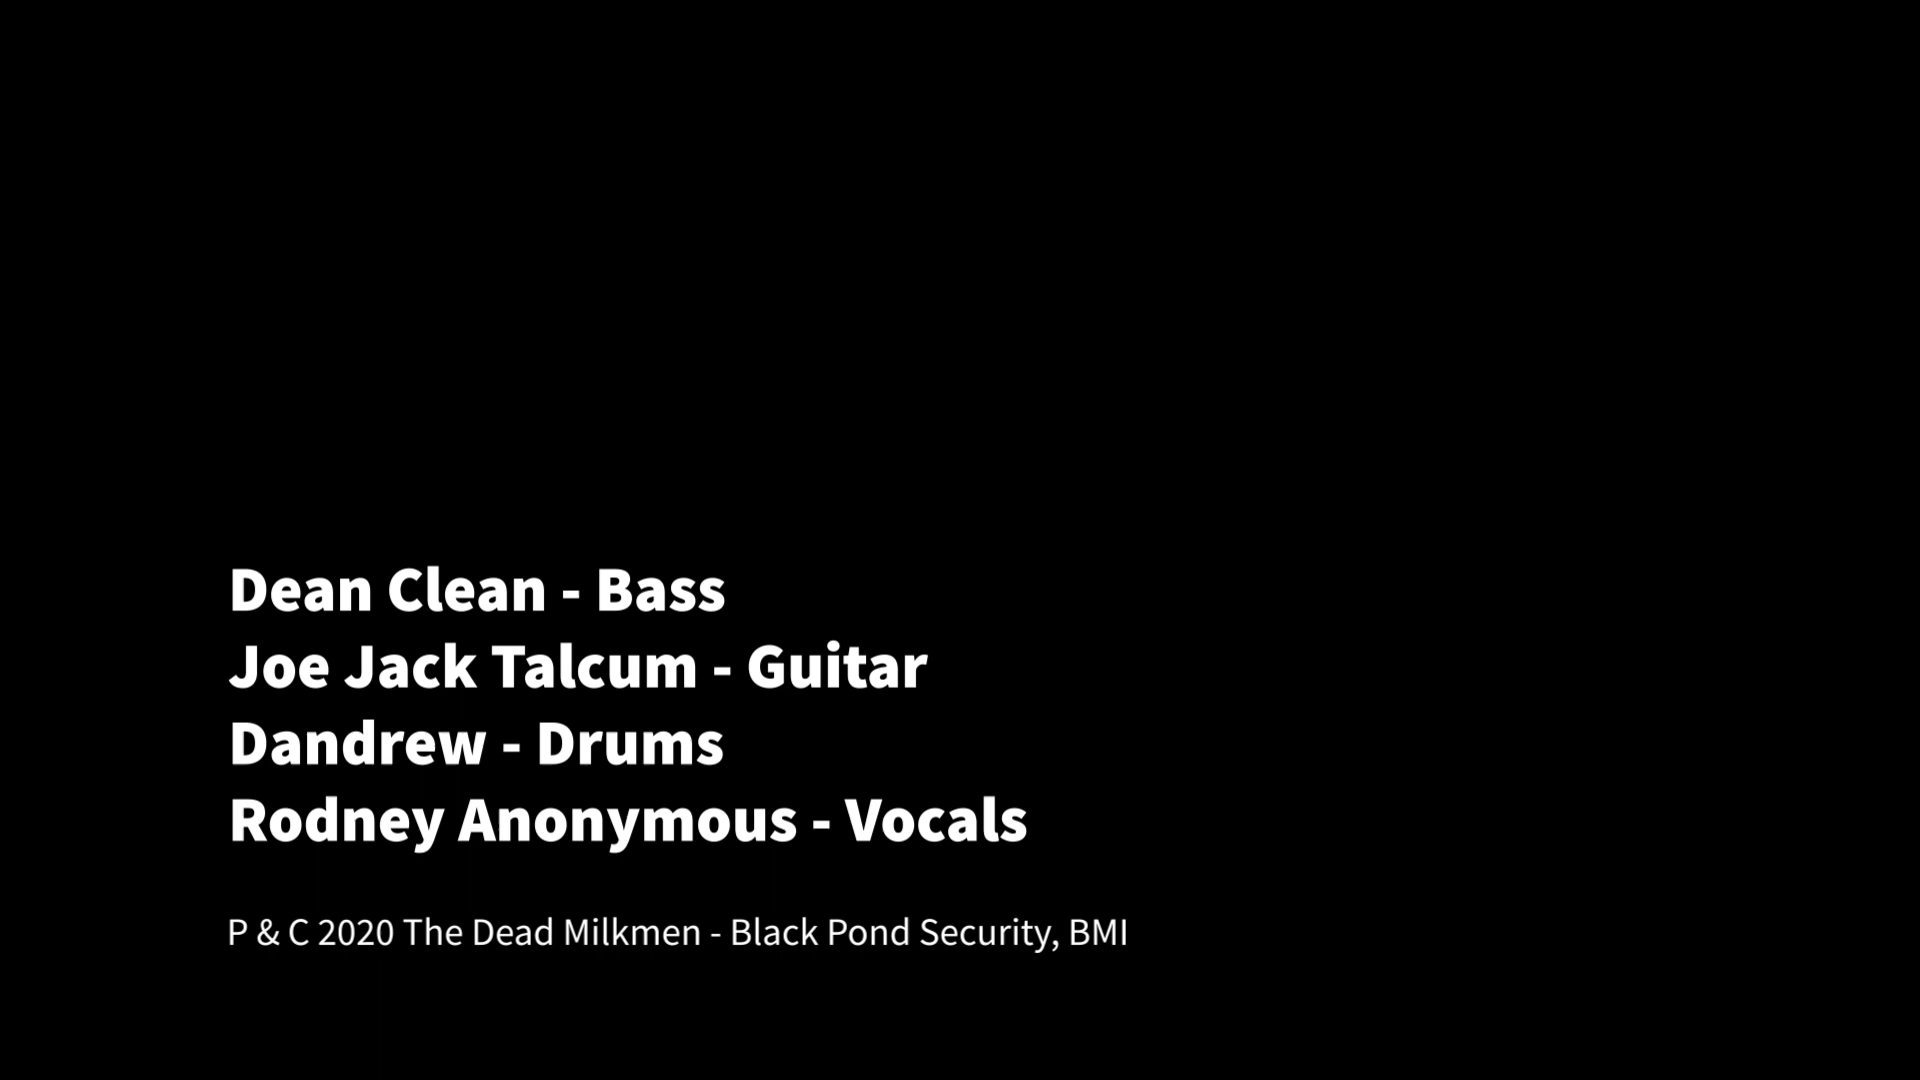 Dean Clean - Bass
Joe Jack Talcum - Guitar
Dandrew - Drums
Rodney Anonymous - Vocals
P & C 2020 The Dead Milkmen - Black Pond Security, BMI